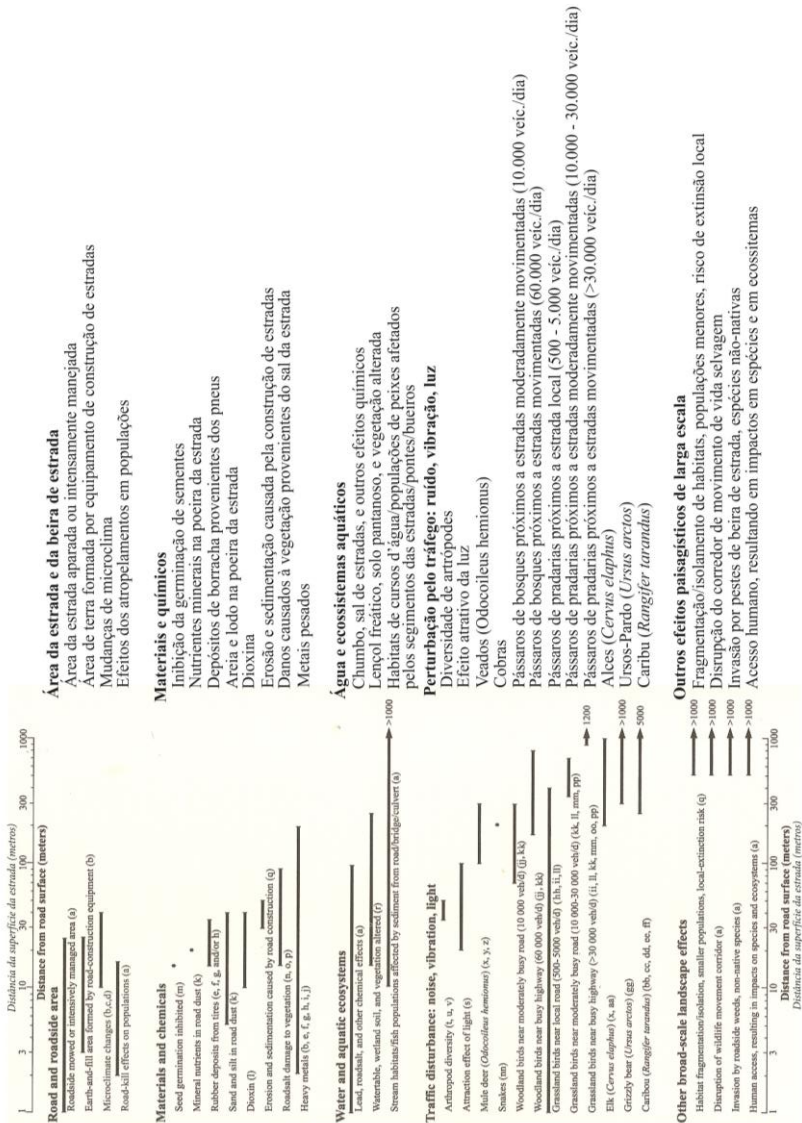 Distância da superfície da estrada (metros)
1 3 10 30 100 300 1000
Distance from road surface (meters)
Road and roadside area
Roadside mowed or intensively managed area (a)
Earth-and-fill area formed by road-construction equipment (b)
Microclimate changes (b,c,d)
Road-kill effects on populations (a)
Materials and chemicals
Seed germination inhibited (m)
Mineral nutrients in road dust (k)
Rubber deposits from tires (e, f, g, and/or h)
Sand and silt in road dust (k)
Dioxin (l)
Erosion and sedimentation caused by road construction (q)
Roadsalt damage to vegetation (n, o, p)
Heavy metals (b, e, f, g, h, i, j)
Water and aquatic ecosystems
Lead, roadsalt, and other chemical effects (a)
Watertable, wetland soil, and vegetation altered (r)
Stream habitats/fish populations affected by sediment from road/bridge/culvert (a) >1000
Traffic disturbance: noise, vibration, light
Arthropod diversity (t, u, v)
Attraction effect of light (s)
Mule deer (Odocoileus hemionus) (x, y, z)
Snakes (nn)
Woodland birds near moderately busy road (10 000 veh/d) (jj, kk)
Woodland birds near busy highway (60 000 veh/d) (jj, kk)
Grassland birds near local road (500- 5000 veh/d) (hh, ii, ll)
Grassland birds near moderately busy road (10 000-30 000 veh/d) (kk, ll, mm, pp)
Grassland birds near busy highway (>30 000 veh/d) (ii, ll, kk, mm, oo, pp) 1200
Elk (Cervus elaphus) (x, aa)
Grizzly bear (Ursus arctos) (gg) >1000
Caribou (Rangifer tarandus) (bb, cc, dd, ee, ff) 5000
Other broad-scale landscape effects
Habitat fragmentation/isolation, smaller populations, local-extinction risk (q) >1000
Disruption of wildlife movement corridor (a) >1000
Invasion by roadside weeds, non-native species (a) >1000
Human access, resulting in impacts on species and ecosystems (a) >1000
1 3 10 30 100 300 1000
Distance from road surface (meters)
Distância da superfície da estrada (metros)
Área da estrada e da beira de estrada
Área da estrada aparada ou intensamente manejada
Área de terra formada por equipamento de construção de estradas
Mudanças de microclima
Efeitos dos atropelamentos em populações
Materiais e químicos
Inibição da germinação de sementes
Nutrientes minerais na poeira da estrada
Depósitos de borracha provenientes dos pneus
Areia e lodo na poeira da estrada
Dioxina
Erosão e sedimentação causada pela construção de estradas
Danos causados à vegetação provenientes do sal da estrada
Metais pesados
Água e ecossistemas aquáticos
Chumbo, sal de estradas, e outros efeitos químicos
Lençol freático, solo pantanoso, e vegetação alterada
Habitats de cursos d'água/populações de peixes afetados
pelos segimentos das estradas/pontes/bueiros
Perturbação pelo tráfego: ruído, vibração, luz
Diversidade de artrópodes
Efeito atrativo da luz
Veados (Odocoileus hemionus)
Cobras
Pássaros de bosques próximos a estradas moderadamente movimentadas (10.000 veíc./dia)
Pássaros de bosques próximos a estradas movimentadas (60.000 veíc./dia)
Pássaros de pradarias próximos a estrada local (500 - 5.000 veíc./dia)
Pássaros de pradarias próximos a estradas moderamente movimentadas (10.000 - 30.000 veíc./dia)
Pássaros de pradarias próximos a estradas movimentadas (>30.000 veíc./dia)
Alces (Cervus elaphus)
Ursos-Pardo (Ursus arctos)
Caribu (Rangifer tarandus)
Outros efeitos paisagísticos de larga escala
Fragmentação/isolamento de habitats, populações menores, risco de extinsão local
Disrupção do corredor de movimento de vida selvagem
Invasão por pestes de beira de estrada, espécies não-nativas
Acesso humano, resultando em impactos em espécies e em ecossitemas